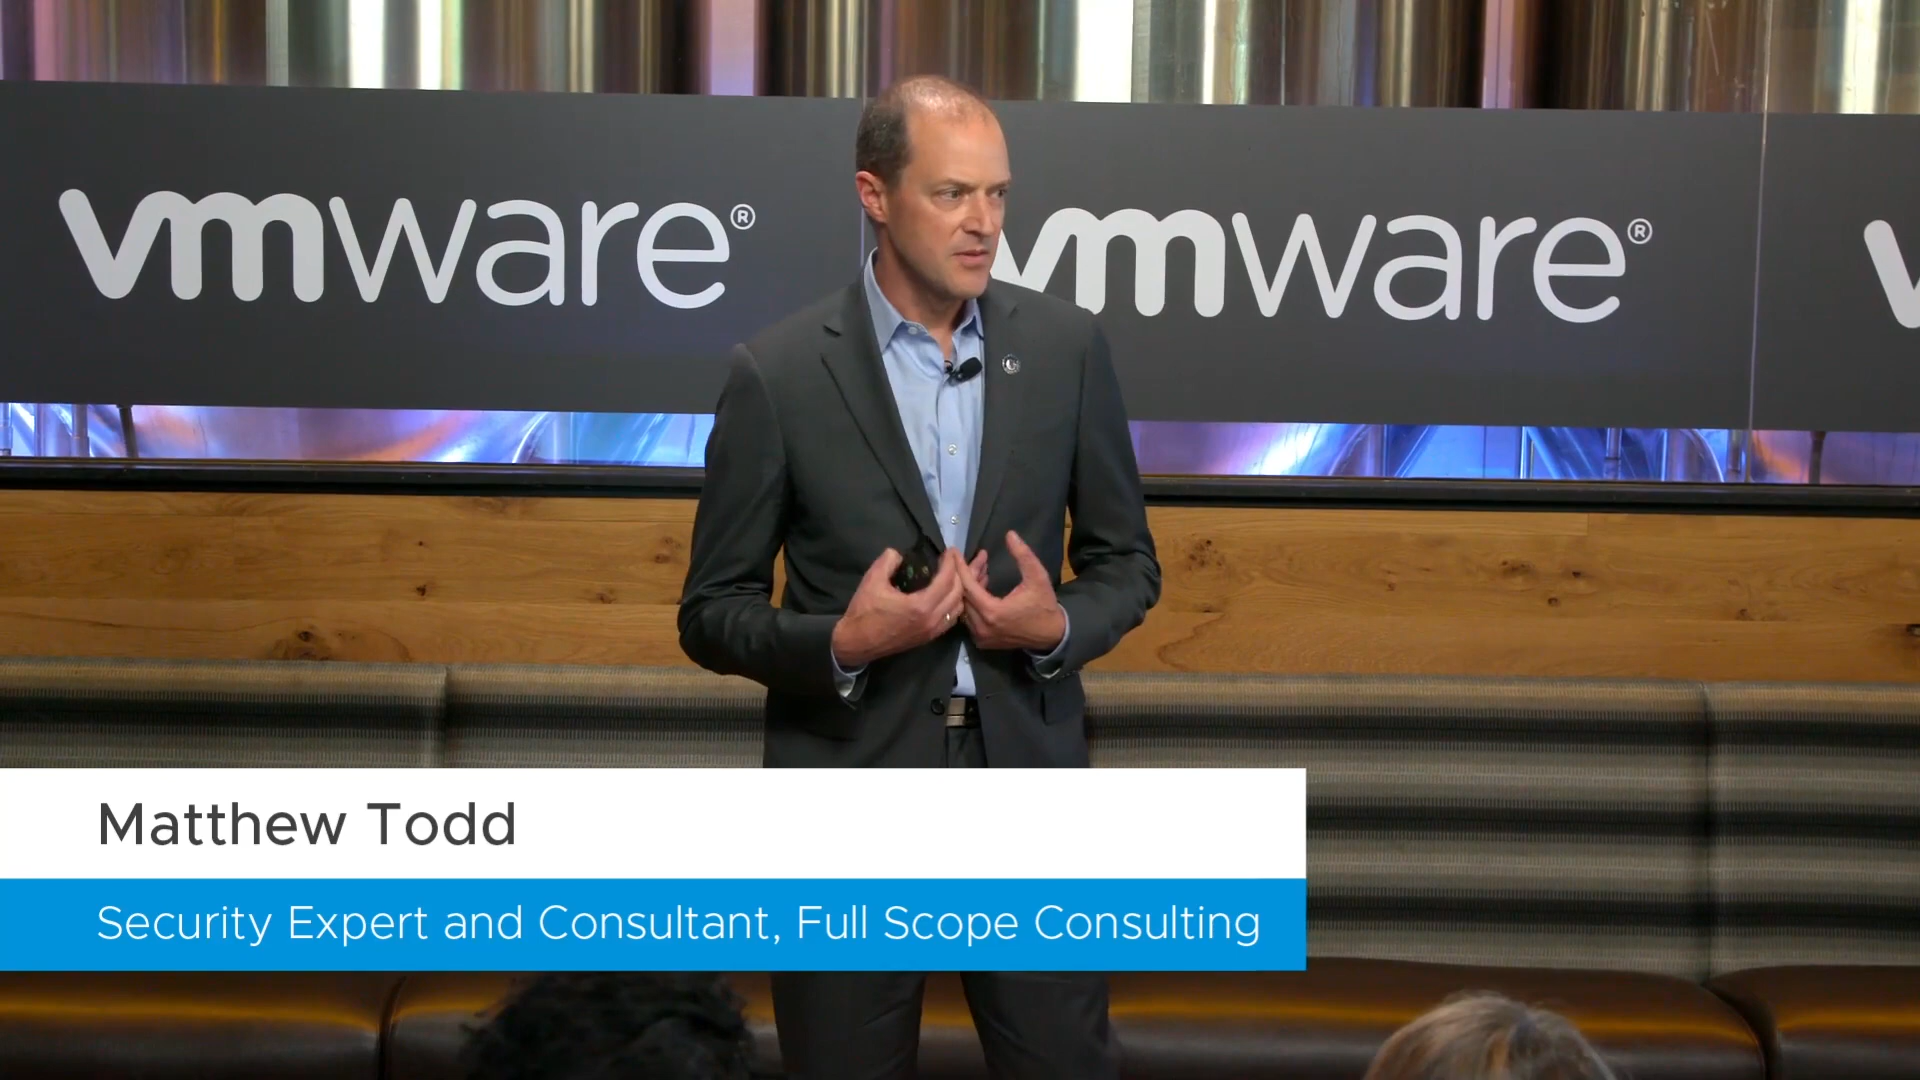 vmware®
vmware®
v
Matthew Todd
Security Expert and Consultant, Full Scope Consulting